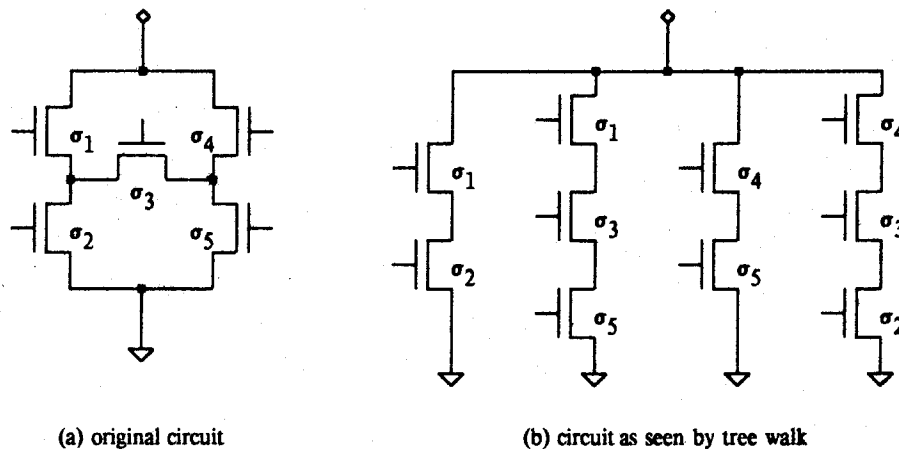 σ1
σ4
σ3
σ2
σ5
(a) original circuit
σ1
σ4
σ1
σ4
σ3
σ3
σ2
σ5
σ5
σ2
(b) circuit as seen by tree walk